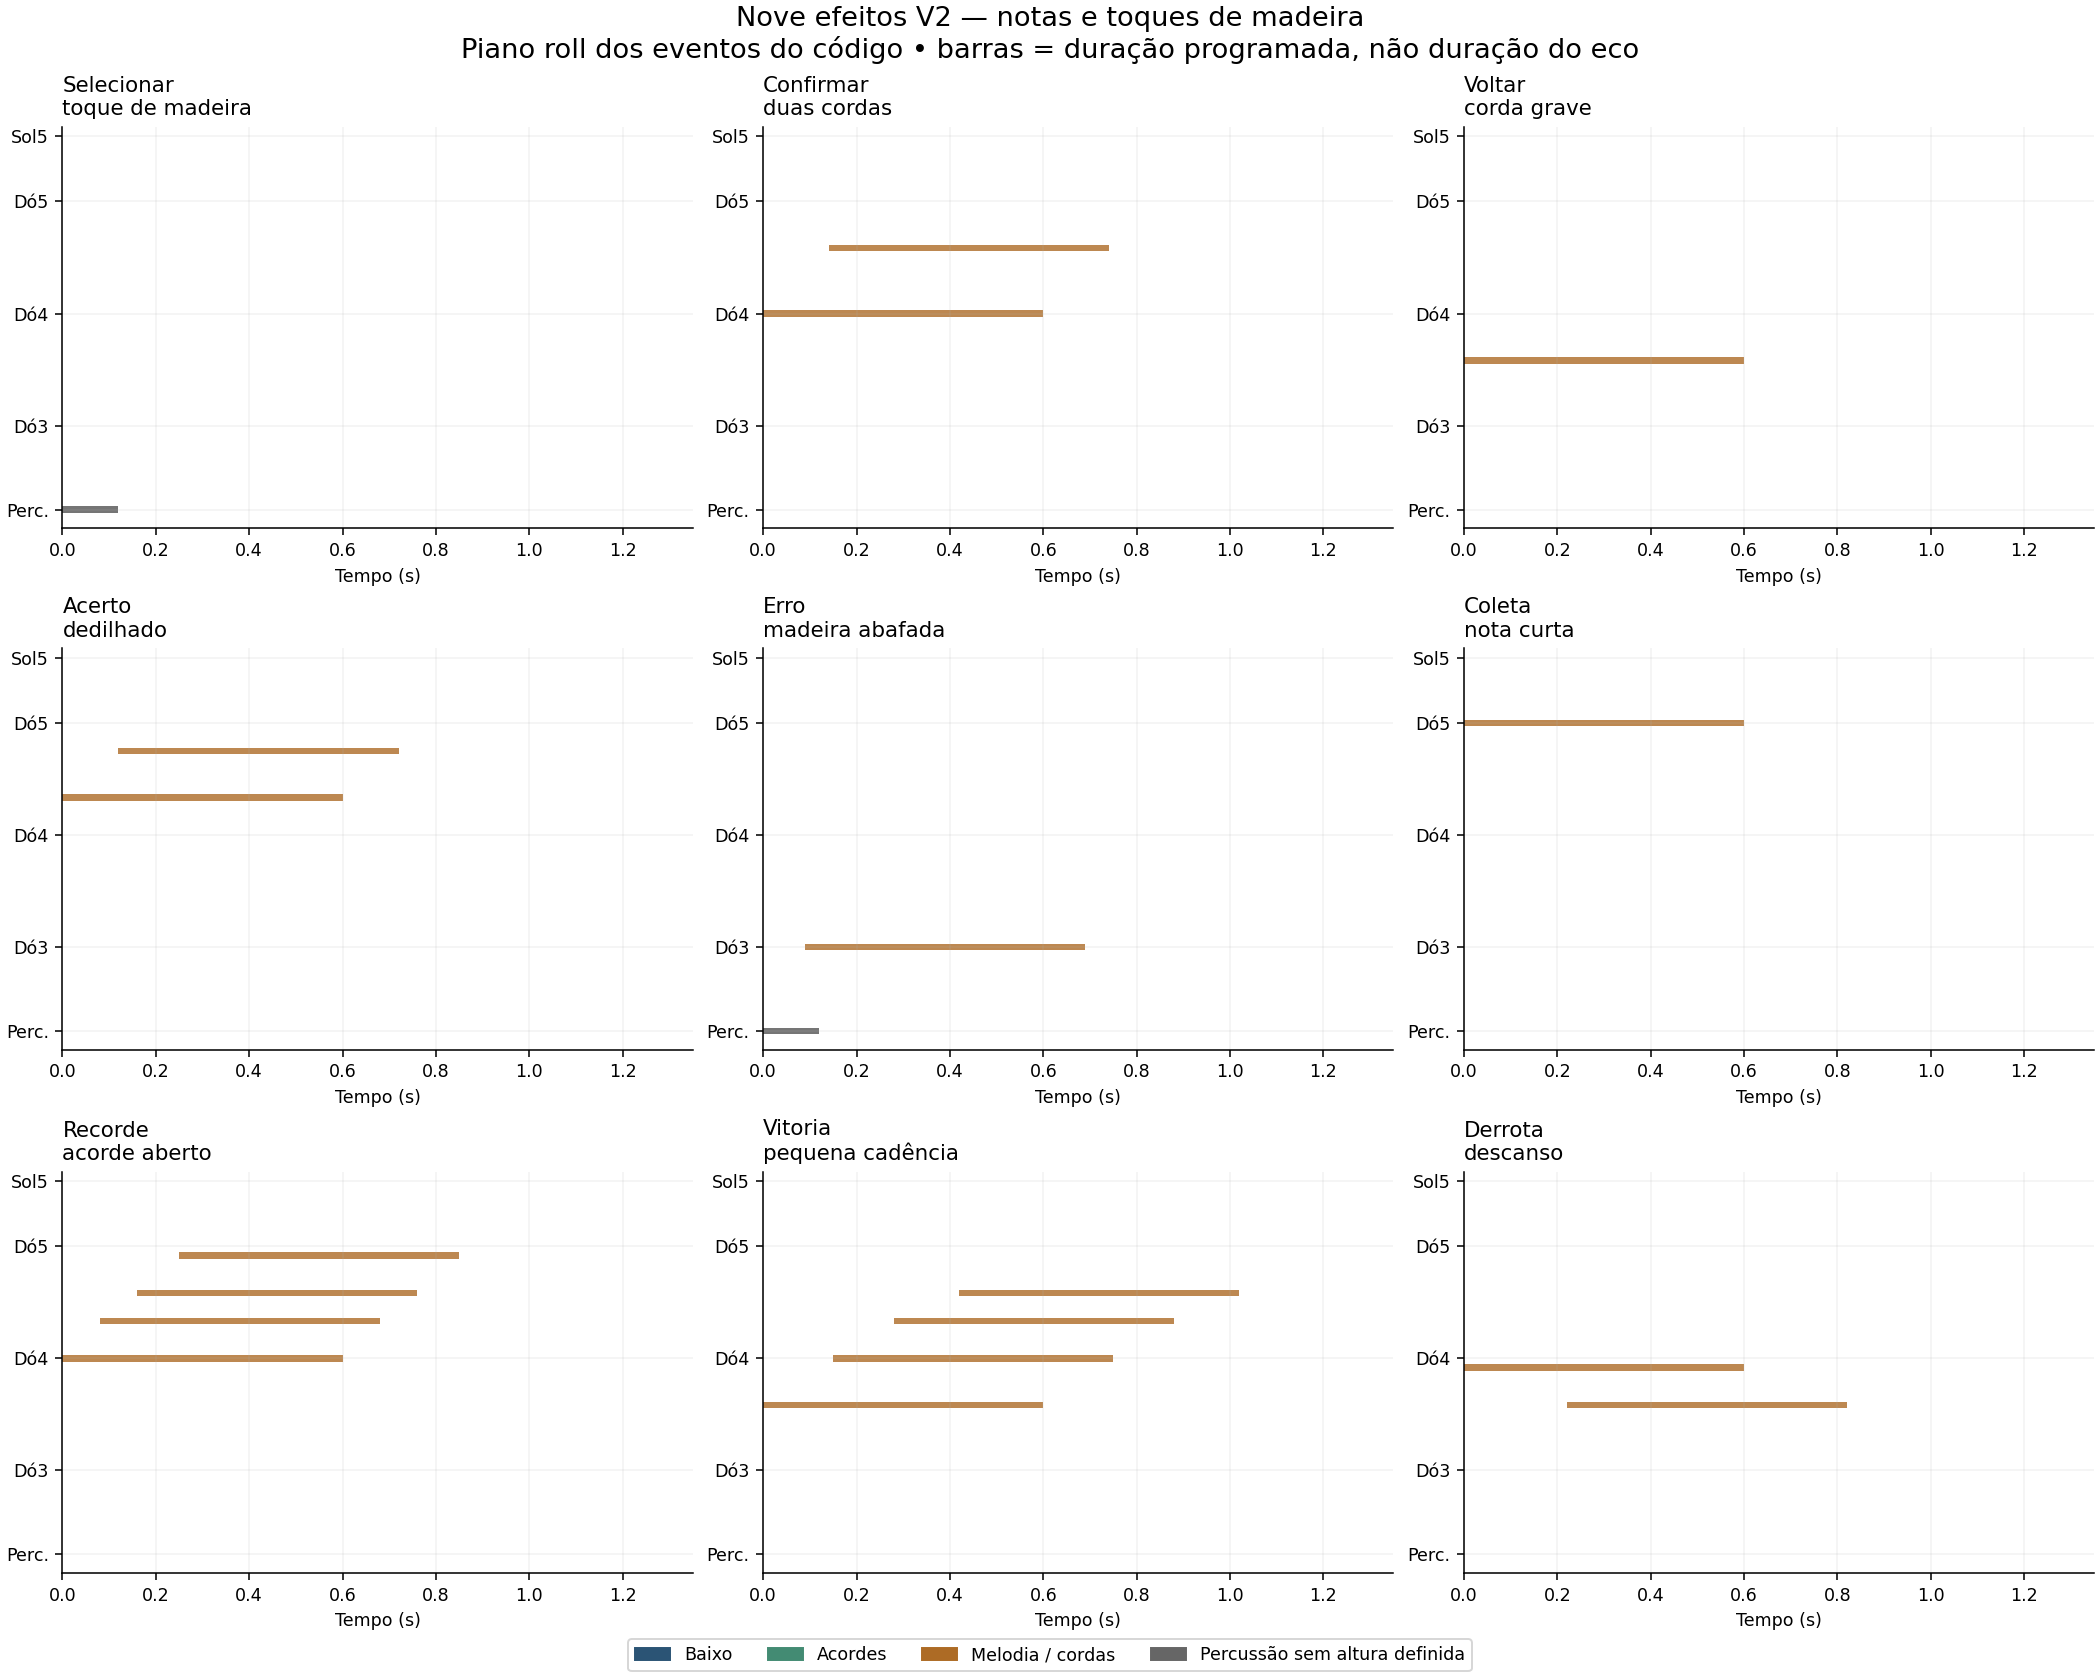 Nove efeitos V2 — notas e toques de madeira
Piano roll dos eventos do código • barras = duração programada, não duração do eco
Selecionar
toque de madeira
Sol5
Dó5
Dó4
Dó3
Perc.
0.0 0.2 0.4 0.6 0.8 1.0 1.2
Tempo (s)
Confirmar
duas cordas
Sol5
Dó5
Dó4
Dó3
Perc.
0.0 0.2 0.4 0.6 0.8 1.0 1.2
Tempo (s)
Voltar
corda grave
Sol5
Dó5
Dó4
Dó3
Perc.
0.0 0.2 0.4 0.6 0.8 1.0 1.2
Tempo (s)
Acerto
dedilhado
Sol5
Dó5
Dó4
Dó3
Perc.
0.0 0.2 0.4 0.6 0.8 1.0 1.2
Tempo (s)
Erro
madeira abafada
Sol5
Dó5
Dó4
Dó3
Perc.
0.0 0.2 0.4 0.6 0.8 1.0 1.2
Tempo (s)
Coleta
nota curta
Sol5
Dó5
Dó4
Dó3
Perc.
0.0 0.2 0.4 0.6 0.8 1.0 1.2
Tempo (s)
Recorde
acorde aberto
Sol5
Dó5
Dó4
Dó3
Perc.
0.0 0.2 0.4 0.6 0.8 1.0 1.2
Tempo (s)
Vitoria
pequena cadência
Sol5
Dó5
Dó4
Dó3
Perc.
0.0 0.2 0.4 0.6 0.8 1.0 1.2
Tempo (s)
Derrota
descanso
Sol5
Dó5
Dó4
Dó3
Perc.
0.0 0.2 0.4 0.6 0.8 1.0 1.2
Tempo (s)
Baixo Acordes Melodia / cordas Percussão sem altura definida